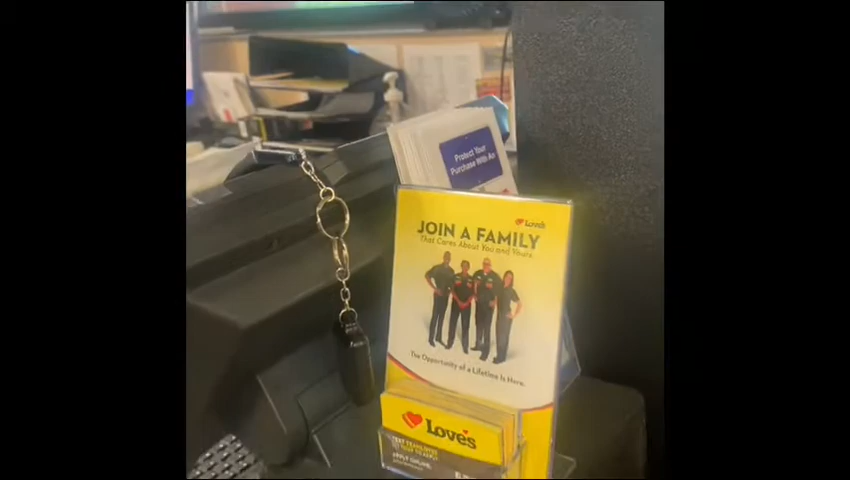 Protect Your
Purchase With An
Love's
JOIN A FAMILY
That Cares About You and Yours
The Opportunity of a Lifetime Is Here.
Love's
APPLY ONLINE